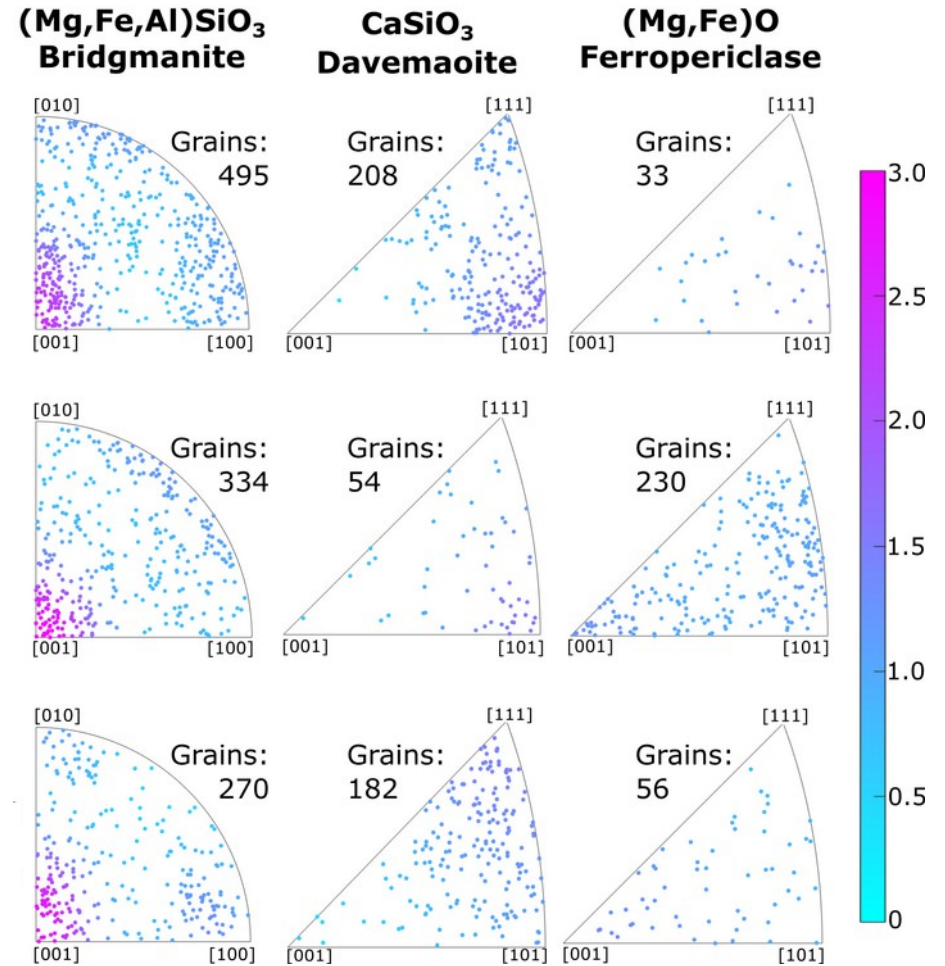 (Mg,Fe,Al)SiO₃
Bridgmanite
CaSiO₃
Davemaoite
(Mg,Fe)O
Ferropericlase
[010]
Grains:
495
[001]
[100]
[111]
Grains:
208
[001]
[101]
[111]
Grains:
33
[001]
[101]
[010]
Grains:
334
[001]
[100]
[111]
Grains:
54
[001]
[101]
[111]
Grains:
230
[001]
[101]
[010]
Grains:
270
[001]
[100]
[111]
Grains:
182
[001]
[101]
[111]
Grains:
56
[001]
[101]
3.0
2.5
2.0
1.5
1.0
0.5
0